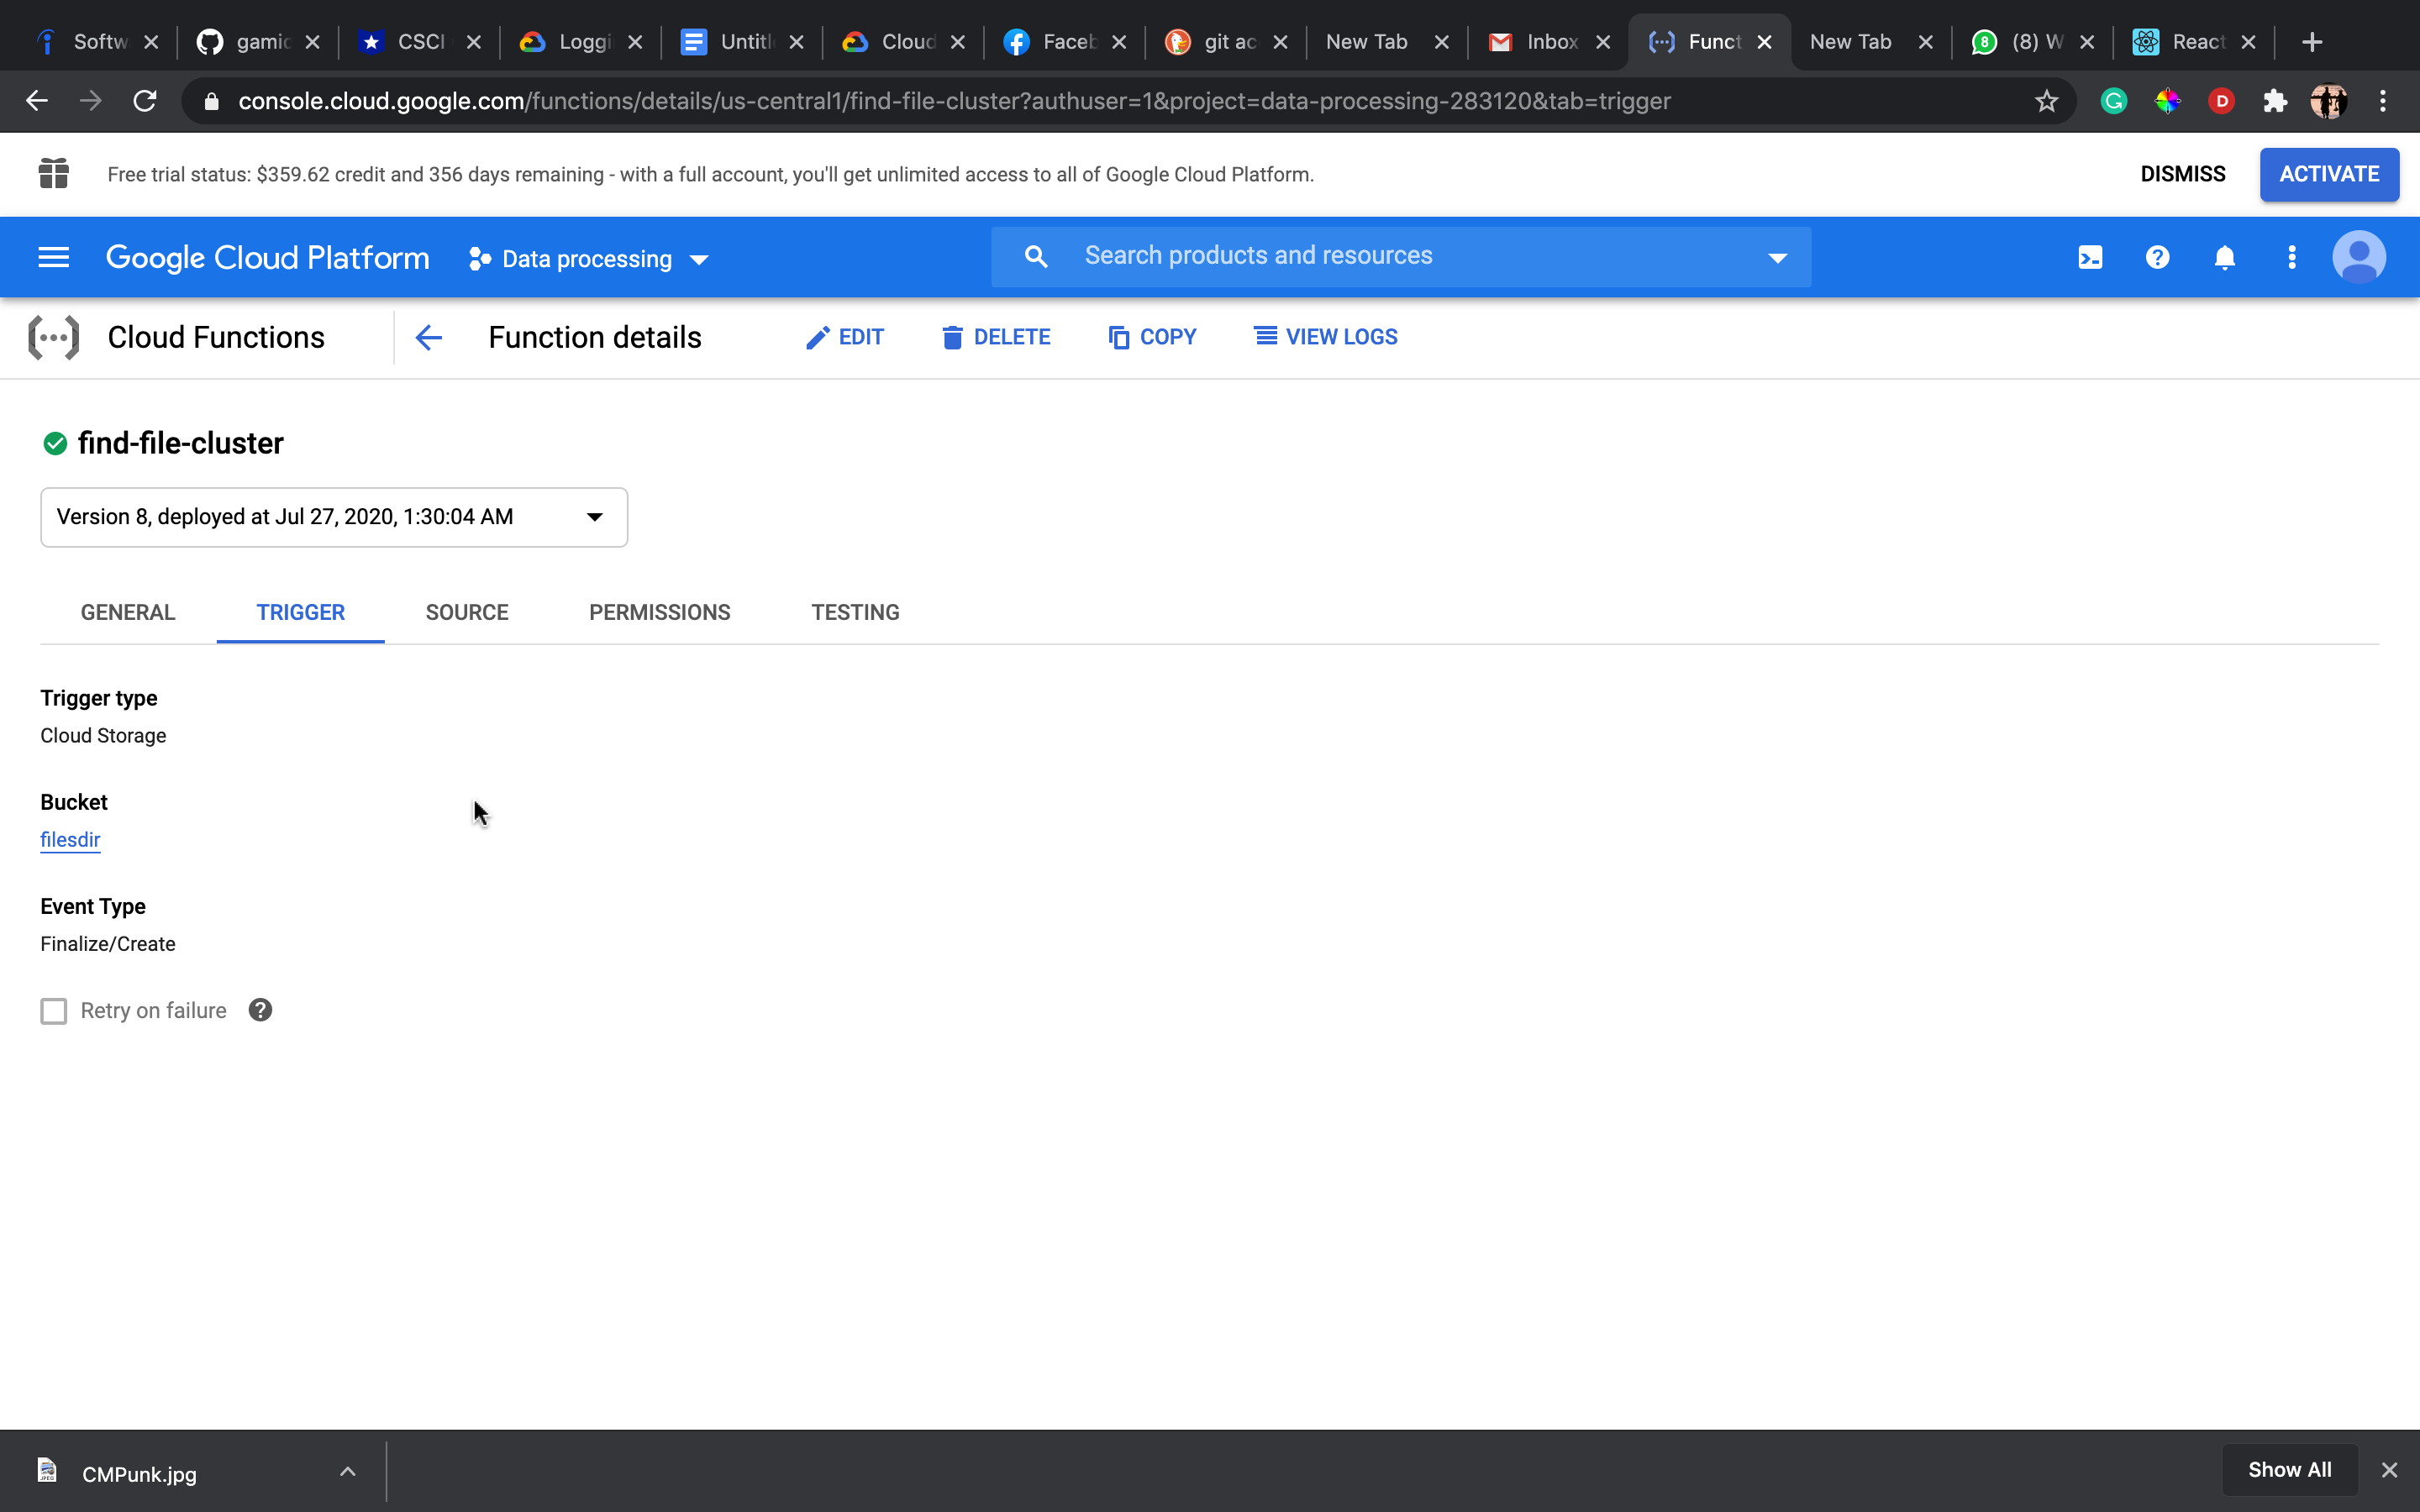 Softw
gamic
CSCI
Loggi
Untitl
Cloud
Faceb
git ac
New Tab
Inbox
Funct
New Tab
8
(8) W
React
console.cloud.google.com/functions/details/us-central1/find-file-cluster?authuser=1&project=data-processing-283120&tab=trigger
G
D
Free trial status: $359.62 credit and 356 days remaining - with a full account, you'll get unlimited access to all of Google Cloud Platform.
DISMISS
ACTIVATE
Google Cloud Platform
Data processing
Search products and resources
Cloud Functions
Function details
EDIT
DELETE
COPY
VIEW LOGS
find-file-cluster
Version 8, deployed at Jul 27, 2020, 1:30:04 AM
GENERAL
TRIGGER
SOURCE
PERMISSIONS
TESTING
Trigger type
Cloud Storage
Bucket
filesdir
Event Type
Finalize/Create
Retry on failure
JPEG
CMPunk.jpg
Show All